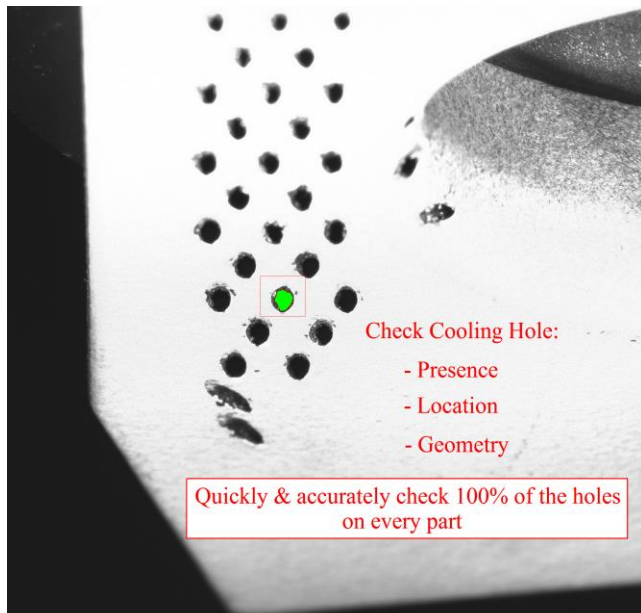 Check Cooling Hole:
- Presence
- Location
- Geometry
Quickly & accurately check 100% of the holes
on every part